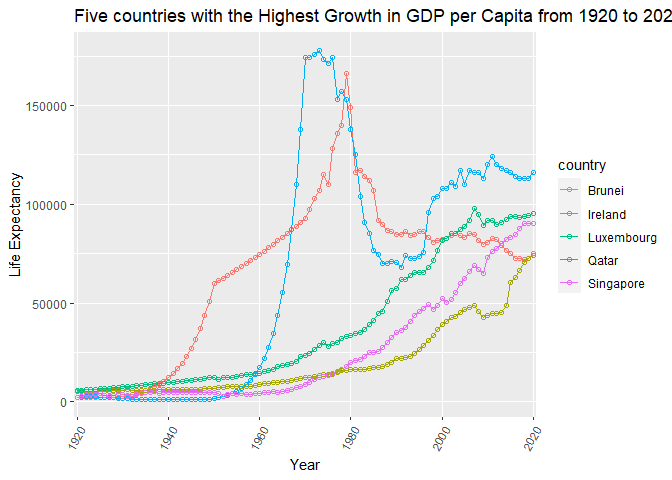 Five countries with the Highest Growth in GDP per Capita from 1920 to 202
150000
100000
50000
0
Life Expectancy
1920
1940
1960
1980
2000
2020
Year
country
Brunei
Ireland
Luxembourg
Qatar
Singapore